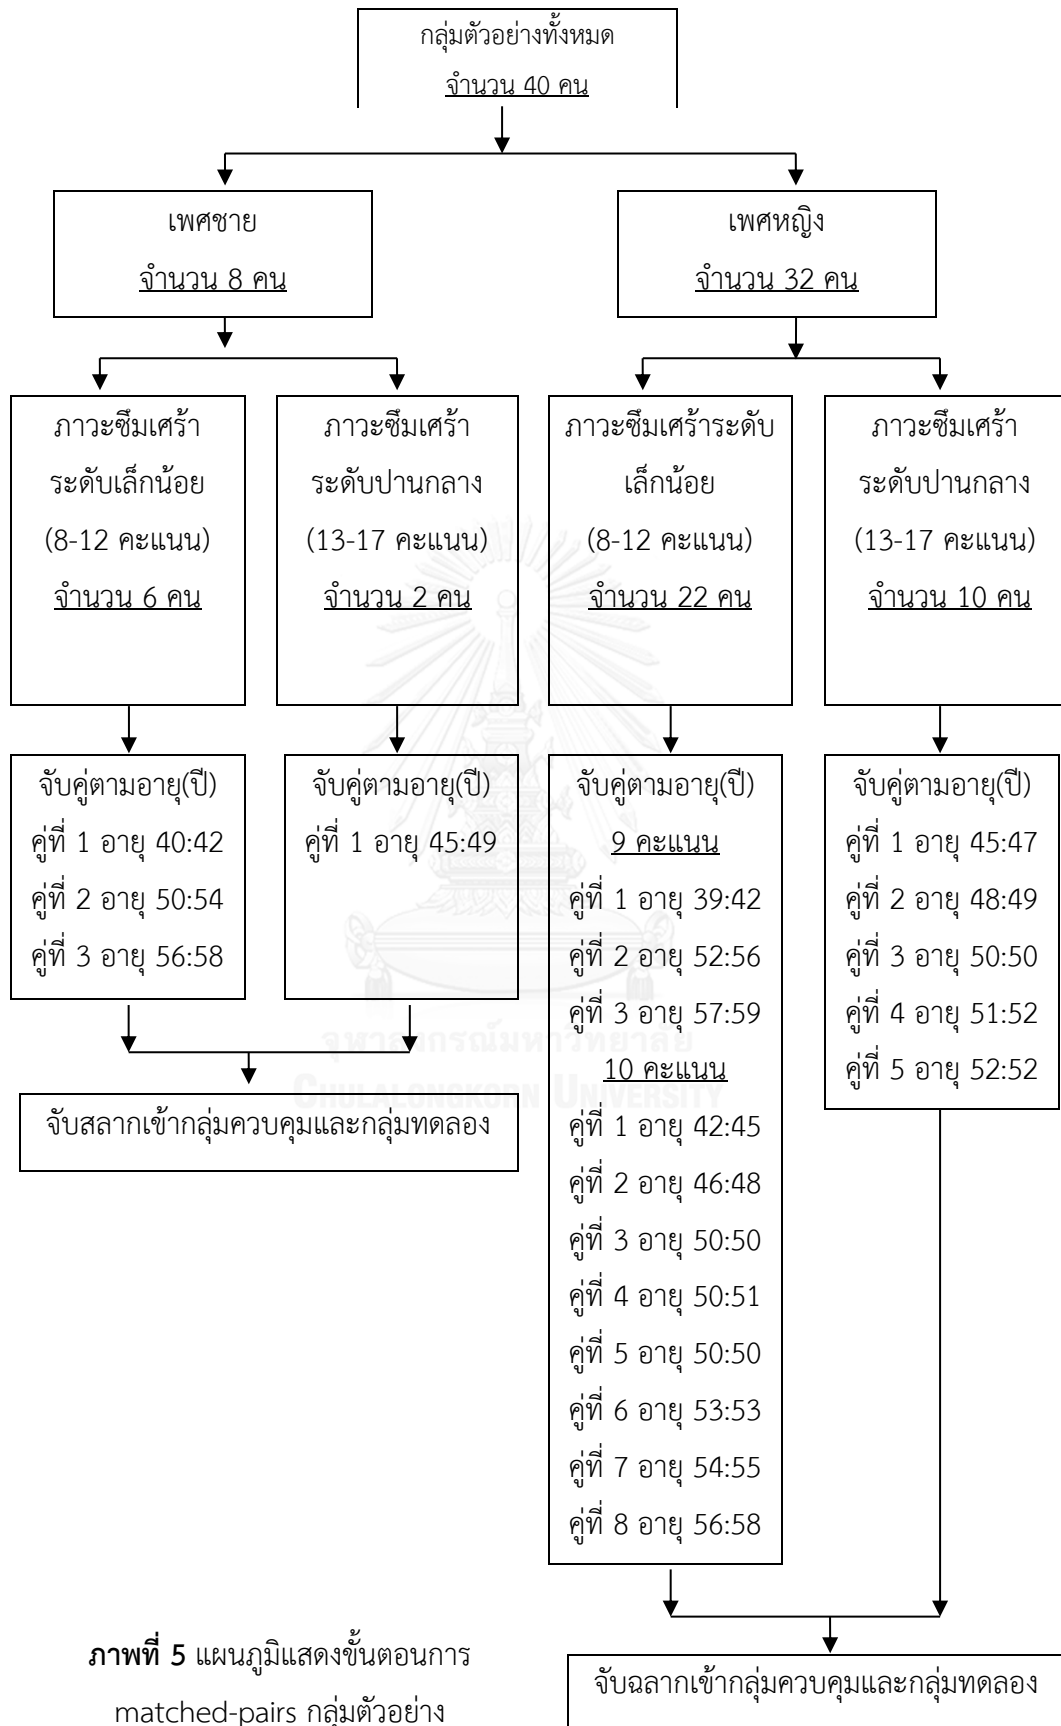 กลุ่มตัวอย่างทั้งหมด
จำนวน 40 คน
เพศชาย
จำนวน 8 คน
เพศหญิง
จำนวน 32 คน
ภาวะซึมเศร้า
ระดับเล็กน้อย
(8-12 คะแนน)
จำนวน 6 คน
ภาวะซึมเศร้า
ระดับปานกลาง
(13-17 คะแนน)
จำนวน 2 คน
ภาวะซึมเศร้าระดับ
เล็กน้อย
(8-12 คะแนน)
จำนวน 22 คน
ภาวะซึมเศร้า
ระดับปานกลาง
(13-17 คะแนน)
จำนวน 10 คน
จับคู่ตามอายุ(ปี)
คู่ที่ 1 อายุ 40:42
คู่ที่ 2 อายุ 50:54
คู่ที่ 3 อายุ 56:58
จับคู่ตามอายุ(ปี)
คู่ที่ 1 อายุ 45:49
จับคู่ตามอายุ(ปี)
9 คะแนน
คู่ที่ 1 อายุ 39:42
คู่ที่ 2 อายุ 52:56
คู่ที่ 3 อายุ 57:59
10 คะแนน
คู่ที่ 1 อายุ 42:45
คู่ที่ 2 อายุ 46:48
คู่ที่ 3 อายุ 50:50
คู่ที่ 4 อายุ 50:51
คู่ที่ 5 อายุ 50:50
คู่ที่ 6 อายุ 53:53
คู่ที่ 7 อายุ 54:55
คู่ที่ 8 อายุ 56:58
จับคู่ตามอายุ(ปี)
คู่ที่ 1 อายุ 45:47
คู่ที่ 2 อายุ 48:49
คู่ที่ 3 อายุ 50:50
คู่ที่ 4 อายุ 51:52
คู่ที่ 5 อายุ 52:52
จุฬาลงกรณ์มหาวิทยาลัย
CHULALONGKORN UNIVERSITY
จับสลากเข้ากลุ่มควบคุมและกลุ่มทดลอง
จับฉลากเข้ากลุ่มควบคุมและกลุ่มทดลอง
ภาพที่ 5 แผนภูมิแสดงขั้นตอนการ
matched-pairs กลุ่มตัวอย่าง